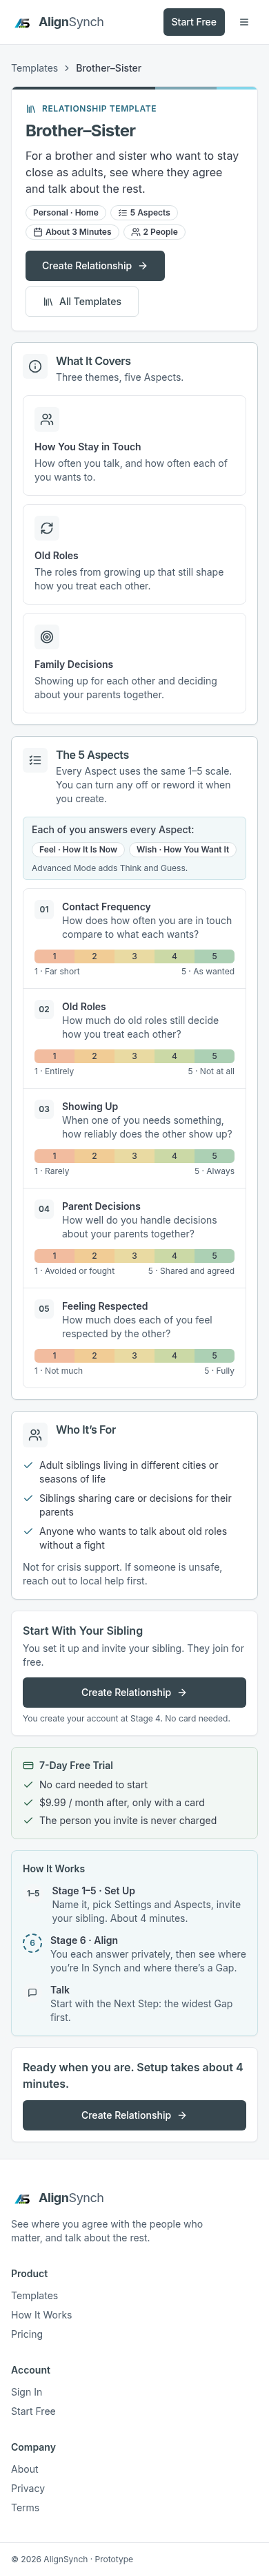 AlignSynch
Start Free
Templates
Brother–Sister
RELATIONSHIP TEMPLATE
Brother–Sister
For a brother and sister who want to stay
close as adults, see where they agree
and talk about the rest.
Personal · Home
5 Aspects
About 3 Minutes
2 People
Create Relationship
All Templates
What It Covers
Three themes, five Aspects.
How You Stay in Touch
How often you talk, and how often each of
you wants to.
Old Roles
The roles from growing up that still shape
how you treat each other.
Family Decisions
Showing up for each other and deciding
about your parents together.
The 5 Aspects
Every Aspect uses the same 1–5 scale.
You can turn any off or reword it when
you create.
Each of you answers every Aspect:
Feel · How It Is Now
Wish · How You Want It
Advanced Mode adds Think and Guess.
01
Contact Frequency
How does how often you are in touch
compare to what each wants?
1 2 3 4 5
1 · Far short
5 · As wanted
02
Old Roles
How much do old roles still decide
how you treat each other?
1 2 3 4 5
1 · Entirely
5 · Not at all
03
Showing Up
When one of you needs something,
how reliably does the other show up?
1 2 3 4 5
1 · Rarely
5 · Always
04
Parent Decisions
How well do you handle decisions
about your parents together?
1 2 3 4 5
1 · Avoided or fought
5 · Shared and agreed
05
Feeling Respected
How much does each of you feel
respected by the other?
1 2 3 4 5
1 · Not much
5 · Fully
Who It's For
Adult siblings living in different cities or
seasons of life
Siblings sharing care or decisions for their
parents
Anyone who wants to talk about old roles
without a fight
Not for crisis support. If someone is unsafe,
reach out to local help first.
Start With Your Sibling
You set it up and invite your sibling. They join for
free.
Create Relationship
You create your account at Stage 4. No card needed.
7-Day Free Trial
No card needed to start
$9.99 / month after, only with a card
The person you invite is never charged
How It Works
1–5
Stage 1–5 · Set Up
Name it, pick Settings and Aspects, invite
your sibling. About 4 minutes.
6
Stage 6 · Align
You each answer privately, then see where
you're In Synch and where there's a Gap.
Talk
Start with the Next Step: the widest Gap
first.
Ready when you are. Setup takes about 4
minutes.
Create Relationship
AlignSynch
See where you agree with the people who
matter, and talk about the rest.
Product
Templates
How It Works
Pricing
Account
Sign In
Start Free
Company
About
Privacy
Terms
© 2026 AlignSynch · Prototype